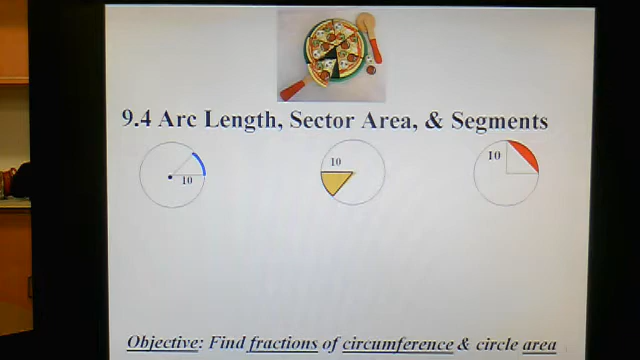 9.4 Arc Length, Sector Area, & Segments
10
10
10
Objective: Find fractions of circumference & circle area